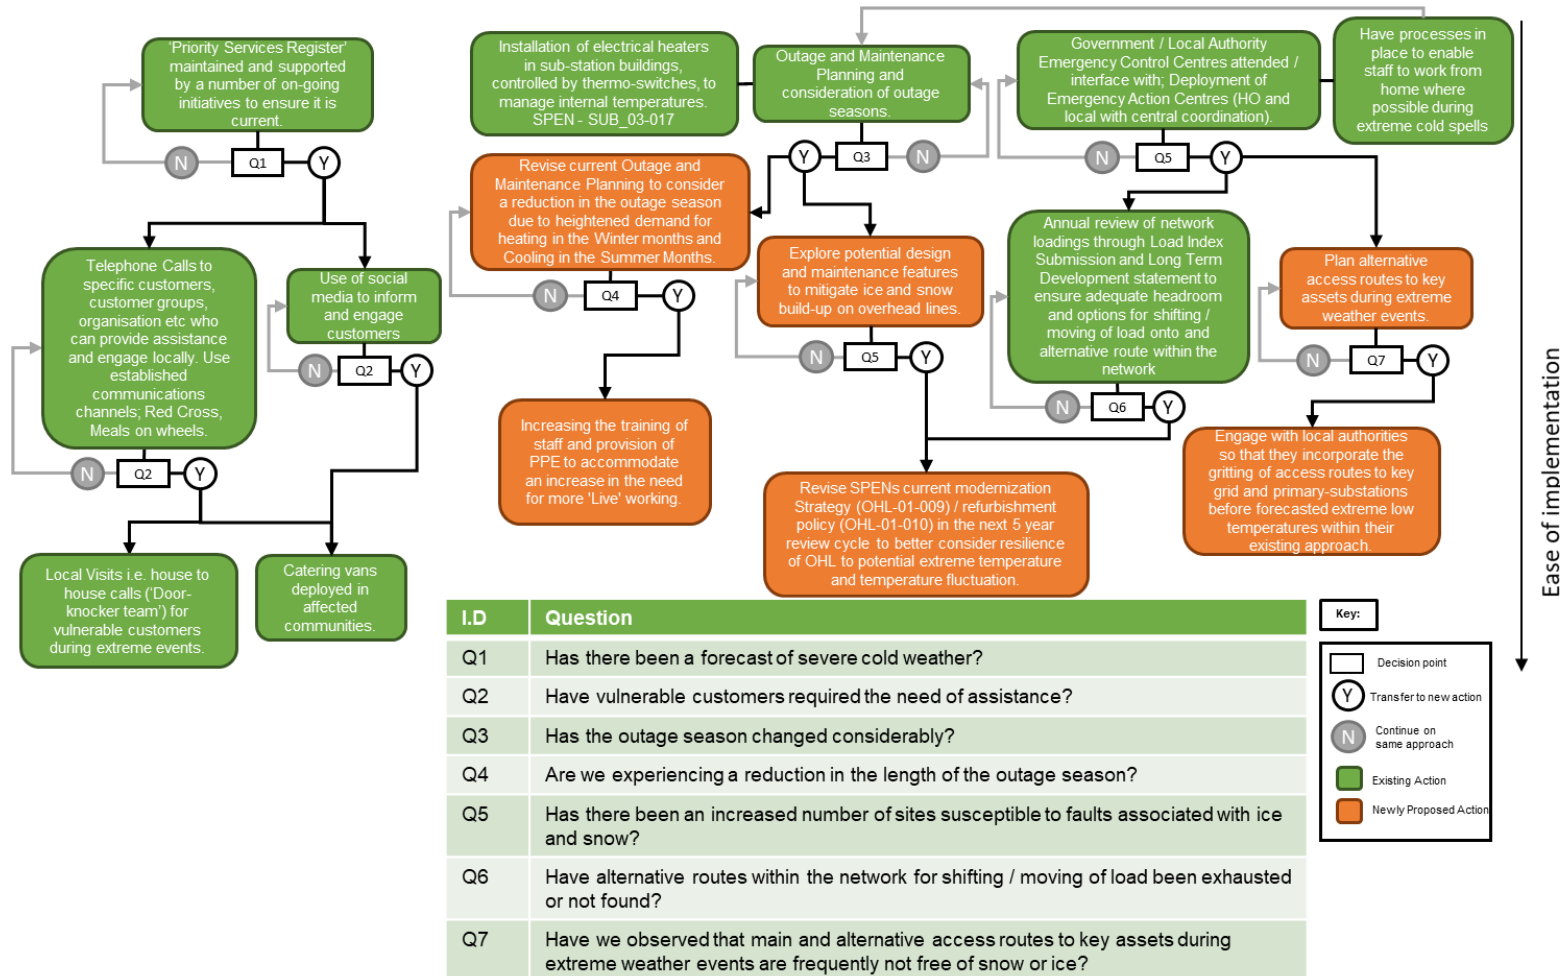 'Priority Services Register'
maintained and supported
by a number of on-going
initiatives to ensure it is
current.
N
Q1
Y
Telephone Calls to
specific customers,
customer groups,
organisation etc who
can provide assistance
and engage locally. Use
established
communications
channels; Red Cross,
Meals on wheels.
N
Q2
Y
Use of social
media to inform
and engage
customers
N
Q2
Y
Local Visits i.e. house to
house calls ('Door-
knocker team') for
vulnerable customers
during extreme events.
Catering vans
deployed in
affected
communities.
Installation of electrical heaters
in sub-station buildings,
controlled by thermo-switches, to
manage internal temperatures.
SPEN - SUB_03-017
Outage and Maintenance
Planning and
consideration of outage
seasons.
Y
Q3
N
Revise current Outage and
Maintenance Planning to consider
a reduction in the outage season
due to heightened demand for
heating in the Winter months and
Cooling in the Summer Months.
N
Q4
Y
Increasing the training of
staff and provision of
PPE to accommodate
an increase in the need
for more 'Live' working.
Explore potential design
and maintenance features
to mitigate ice and snow
build-up on overhead lines.
N
Q5
Y
Revise SPENs current modernization
Strategy (OHL-01-009) / refurbishment
policy (OHL-01-010) in the next 5 year
review cycle to better consider resilience
of OHL to potential extreme temperature
and temperature fluctuation.
Government / Local Authority
Emergency Control Centres attended /
interface with; Deployment of
Emergency Action Centres (HO and
local with central coordination).
N
Q5
Y
Have processes in
place to enable
staff to work from
home where
possible during
extreme cold spells
Annual review of network
loadings through Load Index
Submission and Long Term
Development statement to
ensure adequate headroom
and options for shifting /
moving of load onto and
alternative route within the
network
N
Q6
Y
Plan alternative
access routes to key
assets during extreme
weather events.
N
Q7
Y
Engage with local authorities
so that they incorporate the
gritting of access routes to key
grid and primary-substations
before forecasted extreme low
temperatures within their
existing approach.
Ease of implementation
I.D Question
Q1 Has there been a forecast of severe cold weather?
Q2 Have vulnerable customers required the need of assistance?
Q3 Has the outage season changed considerably?
Q4 Are we experiencing a reduction in the length of the outage season?
Q5 Has there been an increased number of sites susceptible to faults associated with ice
and snow?
Q6 Have alternative routes within the network for shifting / moving of load been exhausted
or not found?
Q7 Have we observed that main and alternative access routes to key assets during
extreme weather events are frequently not free of snow or ice?
Key:
Decision point
Y Transfer to new action
N Continue on
same approach
Existing Action
Newly Proposed Action